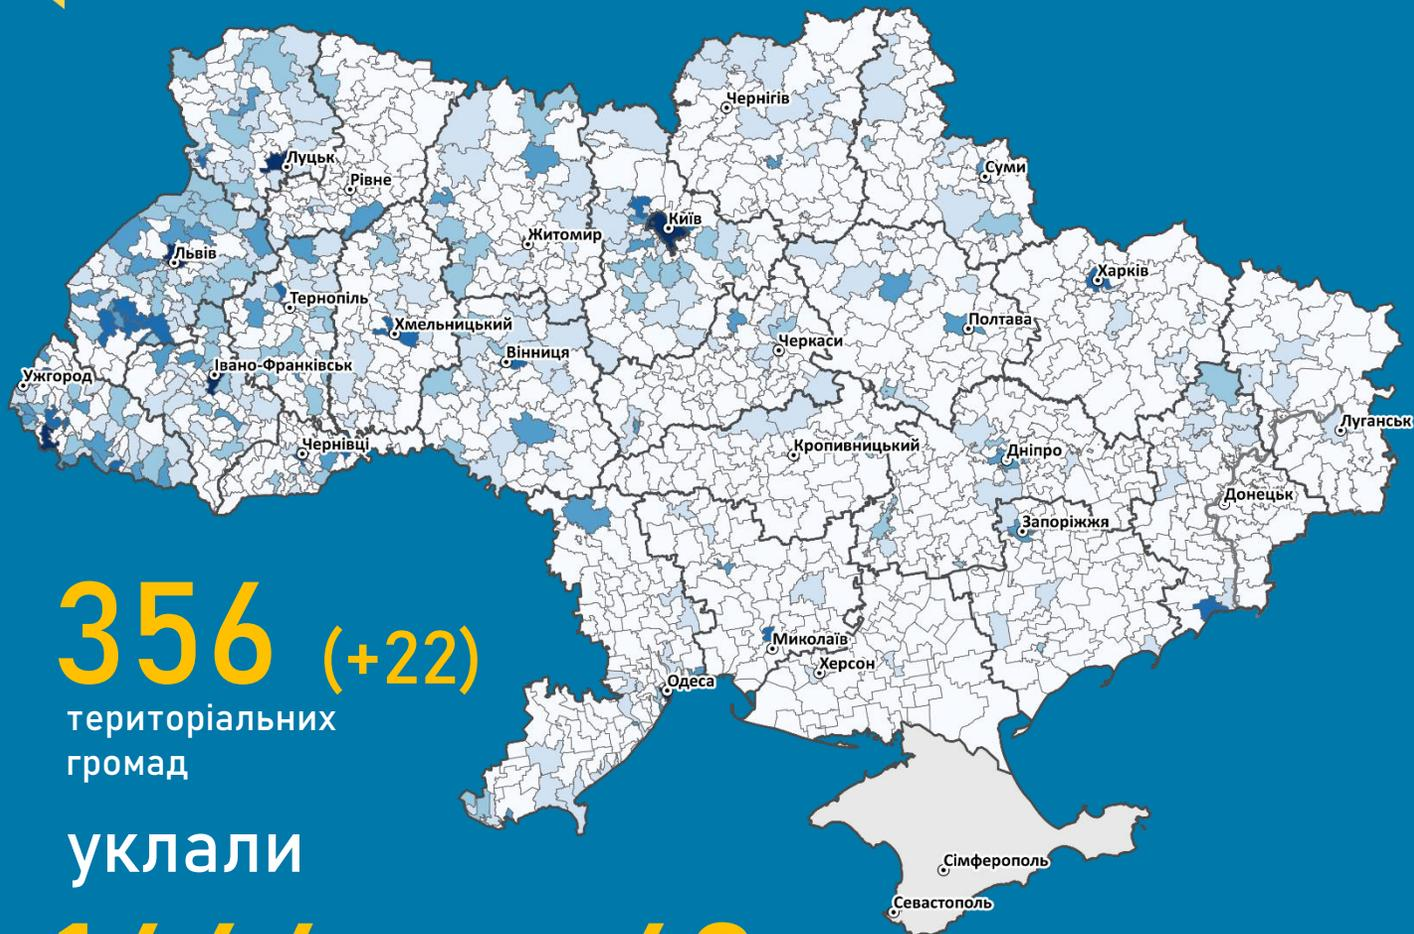 Чернігів
Суми
Луцьк
Рівне
Київ
Житомир
Львів
Харків
Тернопіль
Хмельницький
Полтава
Черкаси
Вінниця
Івано-Франківськ
Ужгород
Луганськ
Чернівці
Кропивницький
Дніпро
Донецьк
Запоріжжя
Миколаїв
Херсон
Одеса
356 (+22)
територіальних
громад
уклали
Сімферополь
Севастополь